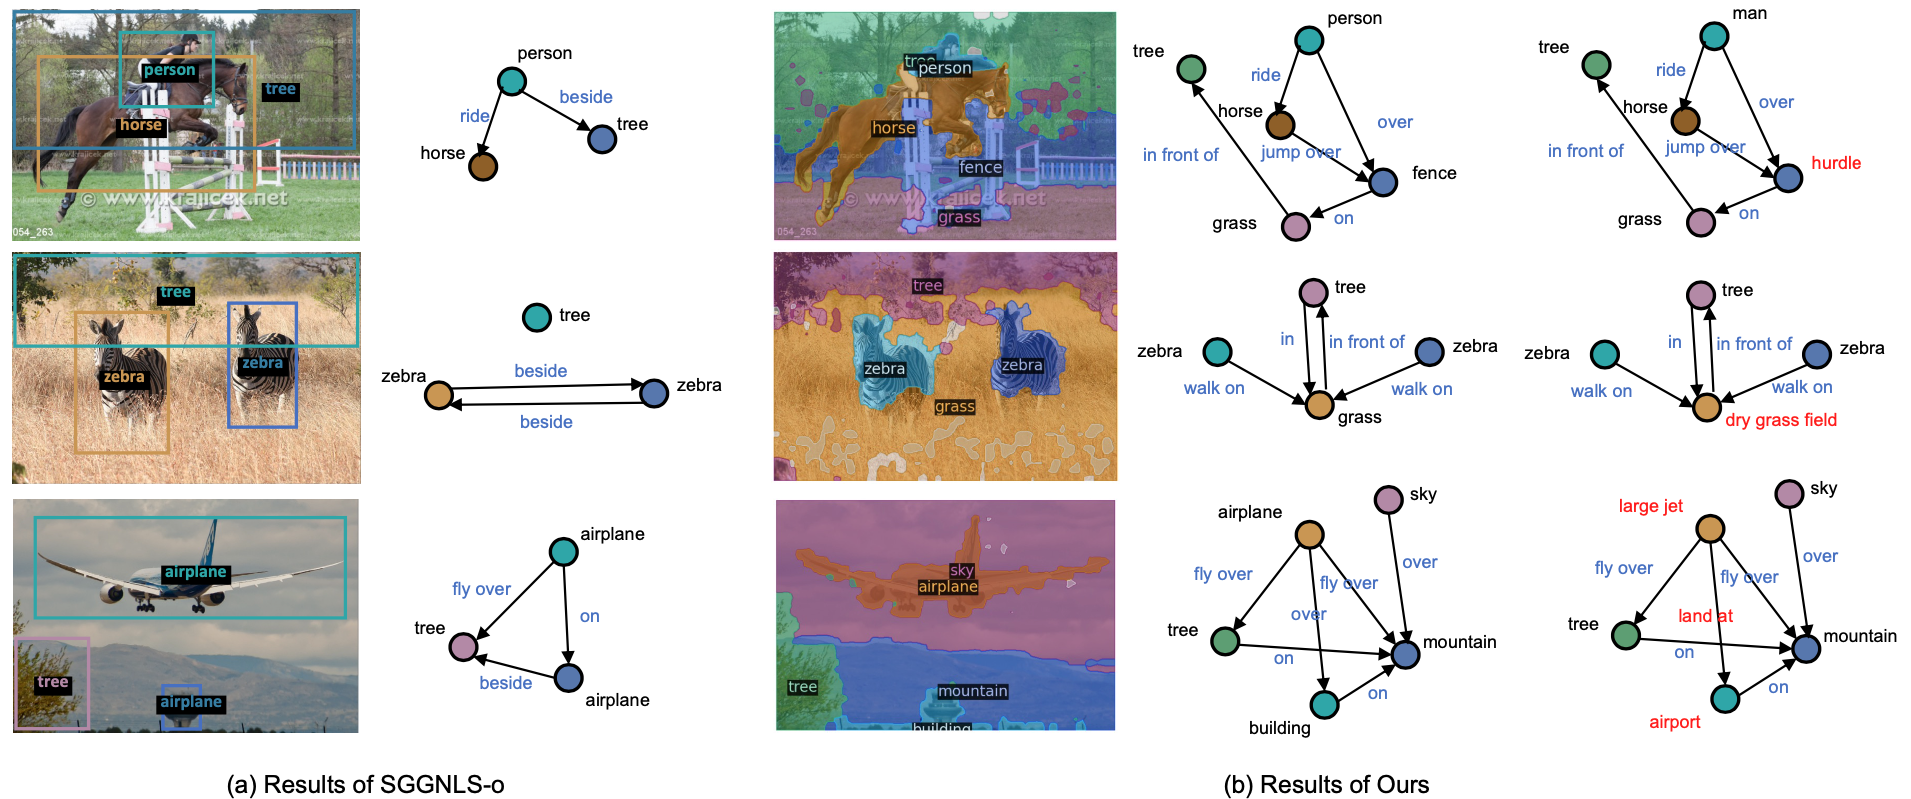 person
tree
horse
© www.krajicek.net
054_263
person
ride
beside
horse
tree
tree
person
horse
fence
© www.krajicek.net
grass
054_263
person
tree
ride
horse
over
jump over
in front of
fence
grass
on
man
tree
ride
horse
over
jump over
in front of
hurdle
grass
on
tree
zebra
zebra
tree
zebra
beside
zebra
beside
tree
zebra
zebra
grass
tree
zebra
in
in front of
zebra
walk on
walk on
grass
tree
zebra
in
in front of
zebra
walk on
walk on
dry grass field
airplane
tree
airplane
airplane
fly over
on
tree
beside
airplane
sky
airplane
tree
mountain
building
sky
airplane
over
fly over
fly over
over
tree
mountain
on
on
building
sky
large jet
over
fly over
fly over
land at
tree
mountain
on
on
airport
(a) Results of SGGNLS-o
(b) Results of Ours